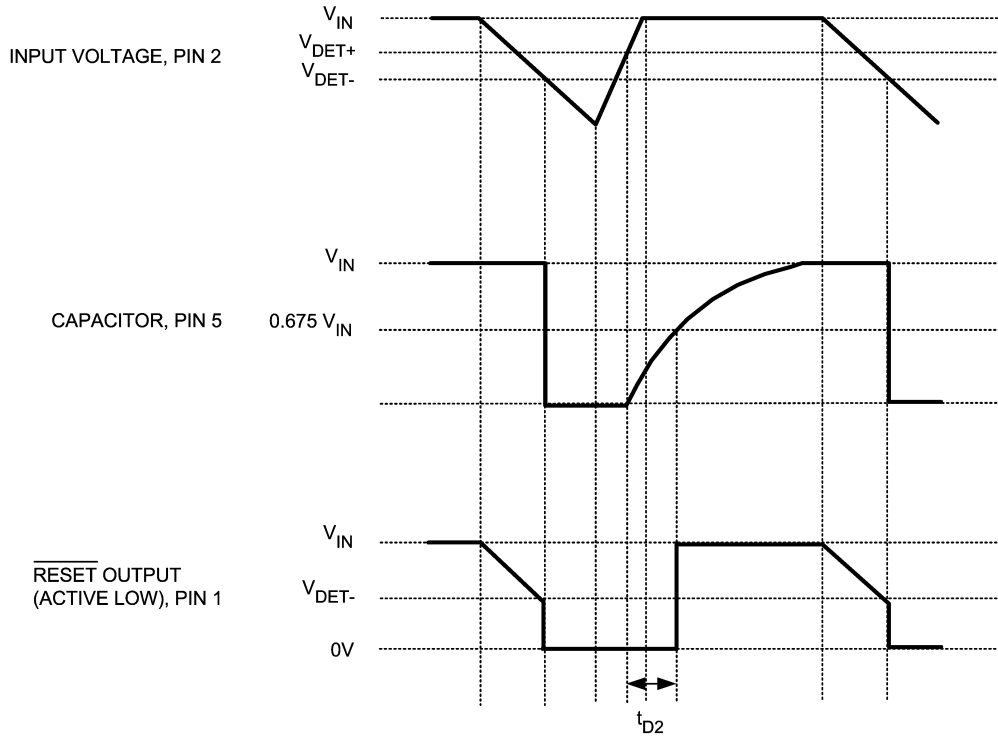 V_IN
INPUT VOLTAGE, PIN 2
V_DET+
V_DET-
V_IN
CAPACITOR, PIN 5
0.675 V_IN
V_IN
RESET OUTPUT
(ACTIVE LOW), PIN 1
V_DET-
0V
t_D2